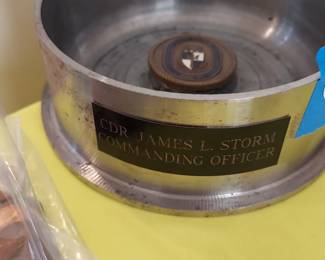 CDR JAMES L. STORM
COMMANDING OFFICER